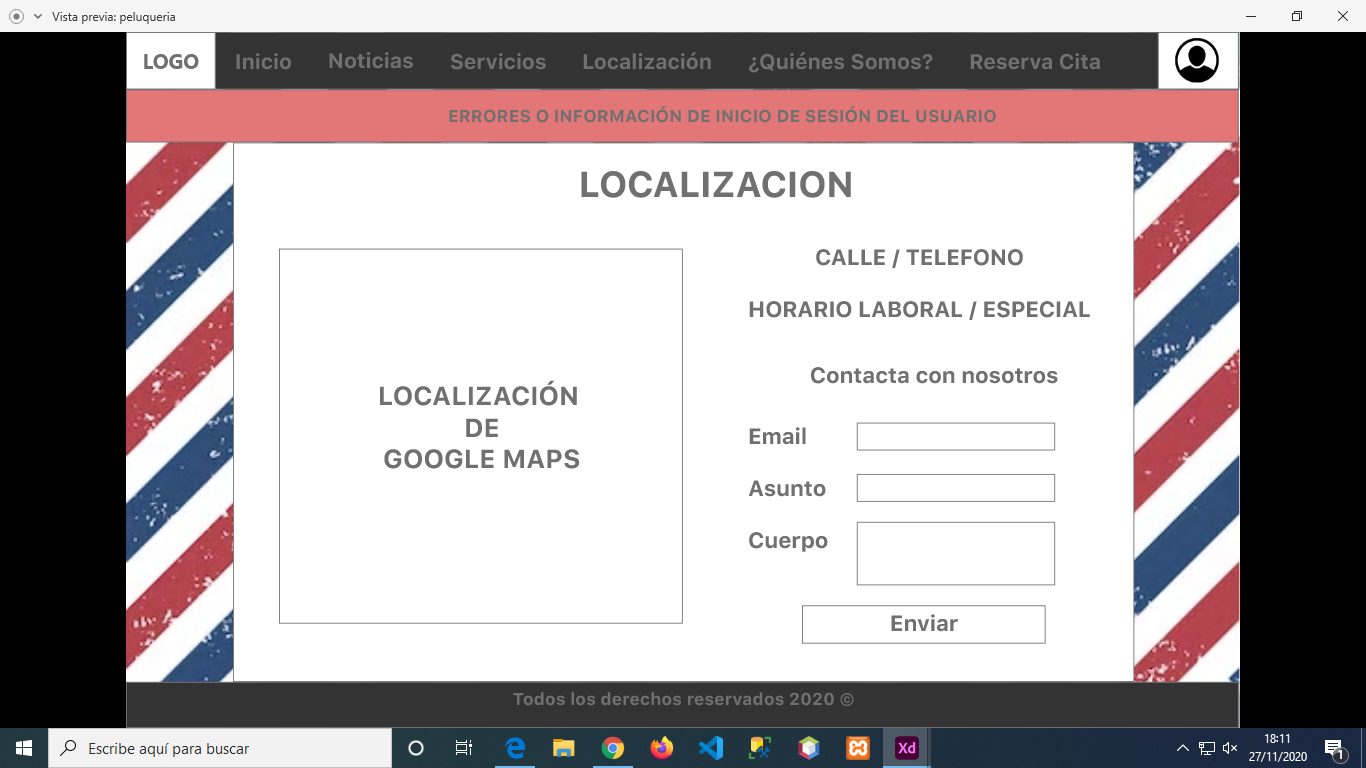 Vista previa: peluqueria
LOGO Inicio Noticias Servicios Localización ¿Quiénes Somos? Reserva Cita
ERRORES O INFORMACIÓN DE INICIO DE SESIÓN DEL USUARIO
LOCALIZACION
LOCALIZACIÓN
DE
GOOGLE MAPS
CALLE / TELEFONO
HORARIO LABORAL / ESPECIAL
Contacta con nosotros
Email
Asunto
Cuerpo
Enviar
Todos los derechos reservados 2020 ©
Escribe aquí para buscar
Xd
18:11
27/11/2020
1